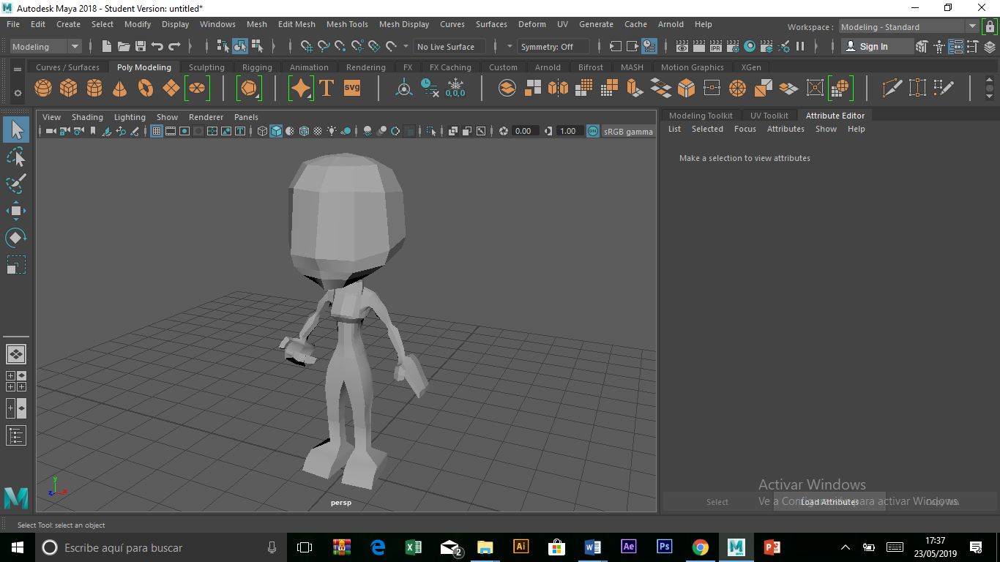 Autodesk Maya 2018 - Student Version: untitled*
File Edit Create Select Modify Display Windows Mesh Edit Mesh Mesh Tools Mesh Display Curves Surfaces Deform UV Generate Cache Arnold Help
Workspace : Modeling - Standard
Modeling No Live Surface Symmetry: Off Sign In
Curves / Surfaces Poly Modeling Sculpting Rigging Animation Rendering FX FX Caching Custom Arnold Bifrost MASH Motion Graphics XGen
T svg 0,0,0
View Shading Lighting Show Renderer Panels
0.00 1.00 ON sRGB gamma
Modeling Toolkit UV Toolkit Attribute Editor
List Selected Focus Attributes Show Help
Make a selection to view attributes
y
z x
persp
Activar Windows
Ve a Configuración para activar Windows.
Select Load Attributes Copy Tab
Select Tool: select an object
Escribe aquí para buscar
2 Ai Ae Ps
MAYA
17:37
23/05/2019